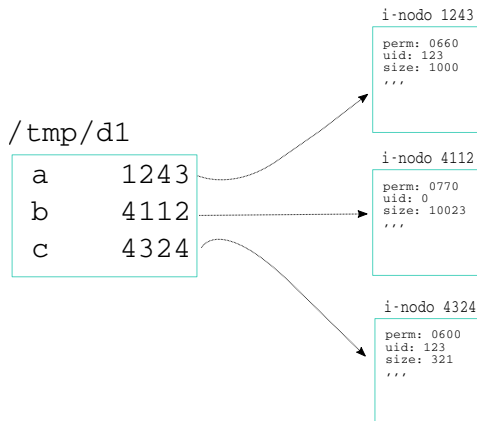 /tmp/d1
a 1243
b 4112
c 4324
i-nodo 1243
perm: 0660
uid: 123
size: 1000
,,,
i-nodo 4112
perm: 0770
uid: 0
size: 10023
,,,
i-nodo 4324
perm: 0600
uid: 123
size: 321
,,,